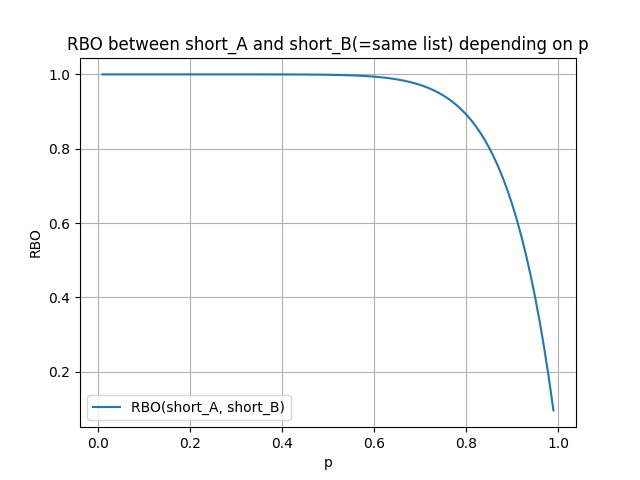 RBO between short_A and short_B(=same list) depending on p
1.0
0.8
0.6
0.4
0.2
RBO
RBO(short_A, short_B)
0.0 0.2 0.4 0.6 0.8 1.0
p